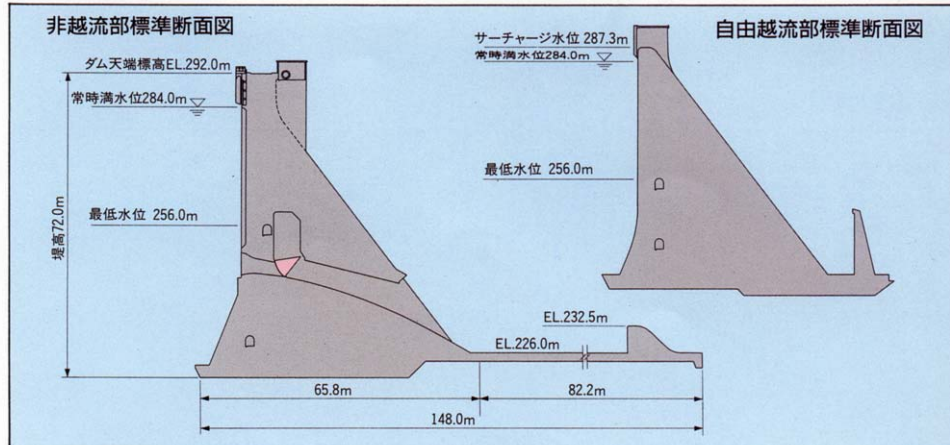 非越流部標準断面図
ダム天端標高EL.292.0m
常時満水位284.0m
最低水位 256.0m
堤高72.0m
EL.232.5m
EL.226.0m
65.8m
82.2m
148.0m
自由越流部標準断面図
サーチャージ水位 287.3m
常時満水位284.0m
最低水位 256.0m